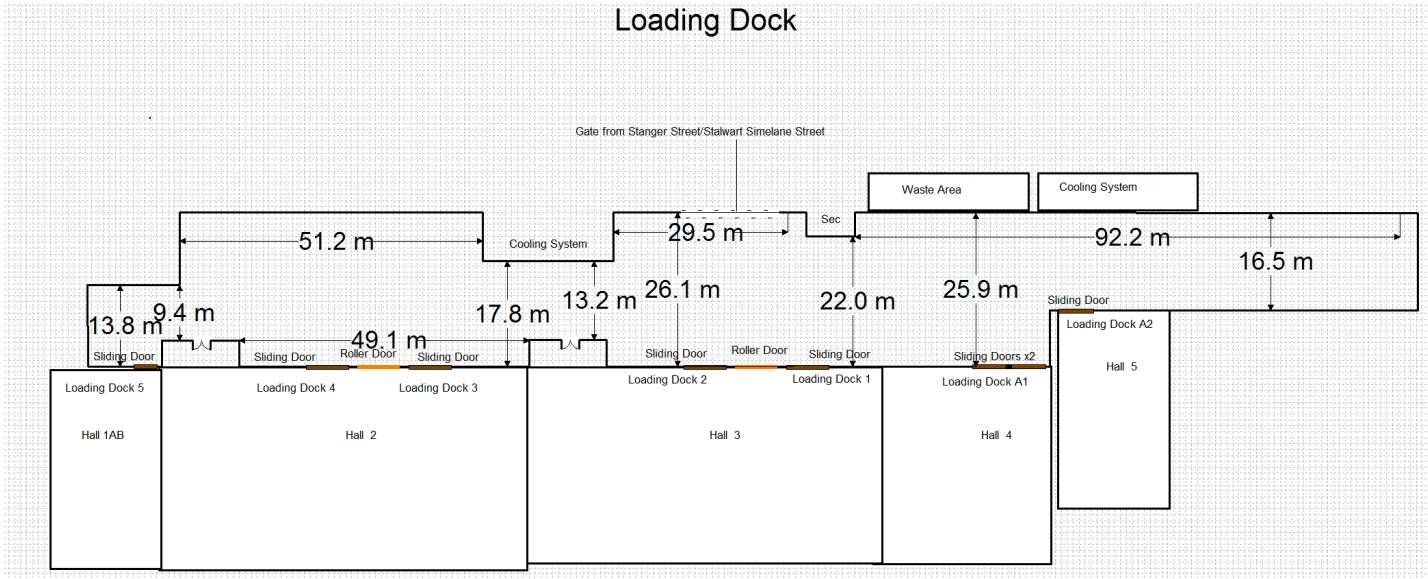 Loading Dock
Gate from Stanger Street/Stalwart Simelane Street
Waste Area
Cooling System
Sec
51.2 m
Cooling System
29.5 m
92.2 m
16.5 m
13.8 m
9.4 m
17.8 m
13.2 m
26.1 m
22.0 m
25.9 m
Sliding Door
49.1 m
Sliding Door
Sliding Door
Roller Door
Sliding Door
Sliding Door
Roller Door
Sliding Door
Sliding Doors x2
Loading Dock A2
Loading Dock 5
Loading Dock 4
Loading Dock 3
Loading Dock 2
Loading Dock 1
Loading Dock A1
Hall 5
Hall 1AB
Hall 2
Hall 3
Hall 4